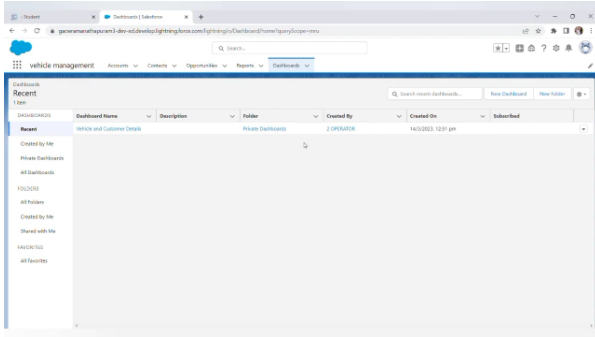 - Student
Dashboards | Salesforce
gacenamanathapuram3-dev-ed.develop.lightning.force.com/lightning/o/Dashboard/home?queryScope=mru
Search...
vehicle management Accounts Contacts Opportunities Reports Dashboards
Dashboards
Recent
1 item
Search recent dashboards...
New Dashboard
New Folder
DASHBOARDS
Dashboard Name Description Folder Created By Created On Subscribed
Recent
Vehicle and Customer Details Private Dashboards 2 OPERATOR 14/3/2023, 12:31 pm
Created by Me
Private Dashboards
All Dashboards
FOLDERS
All Folders
Created by Me
Shared with Me
FAVORITES
All Favorites